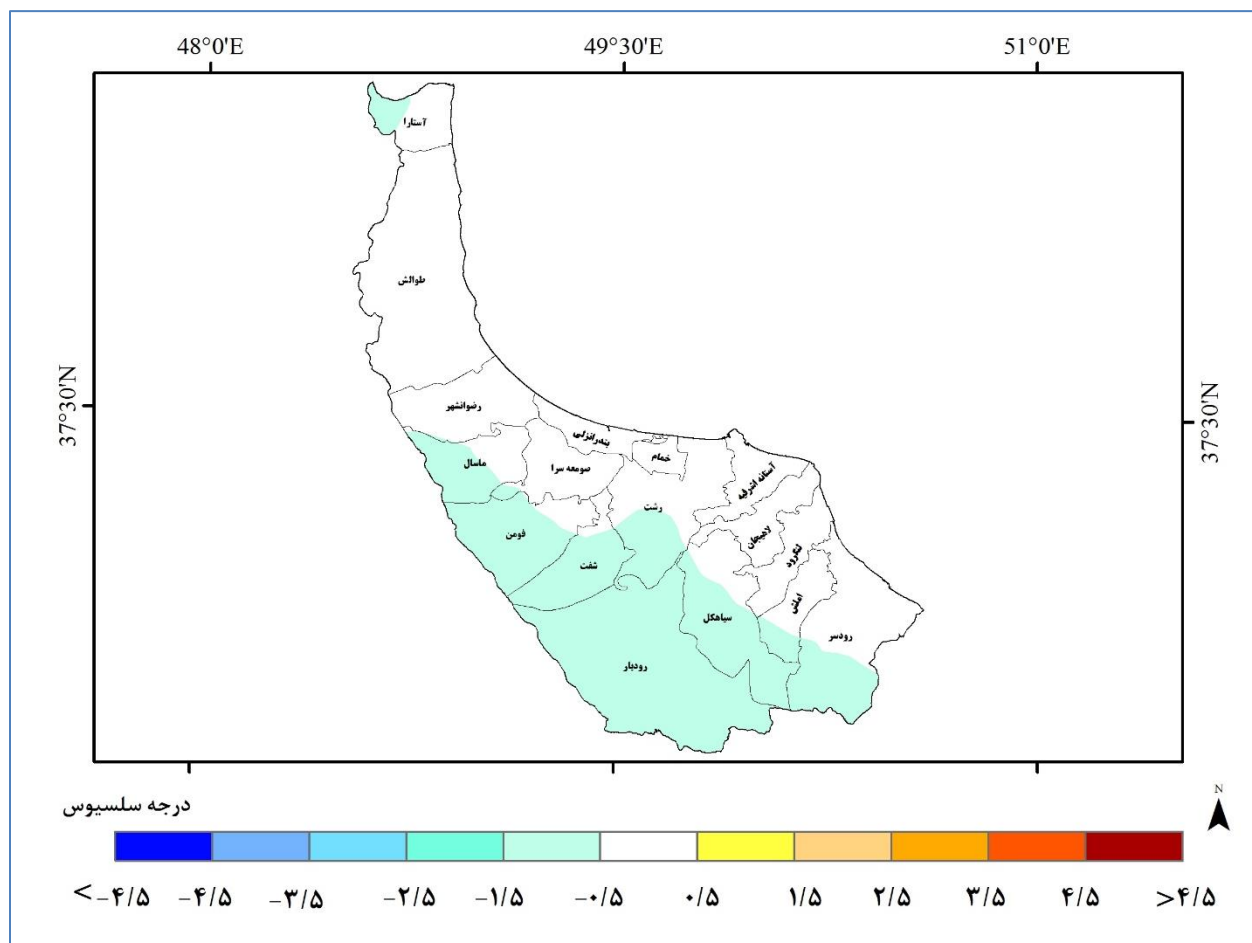 48°0'E 49°30'E 51°0'E
آستارا
طوالش
37°30'N
37°30'N
رضوانشهر
بندرانزلی
خمام
ماسال
صومعه سرا
آستانه اشرفیه
رشت
لاهیجان
فومن
لنگرود
شفت
املش
سیاهکل
رودسر
رودبار
N
درجه سلسیوس
<-۴/۵ -۴/۵ -۳/۵ -۲/۵ -۱/۵ -۰/۵ ۰/۵ ۱/۵ ۲/۵ ۳/۵ ۴/۵ >۴/۵